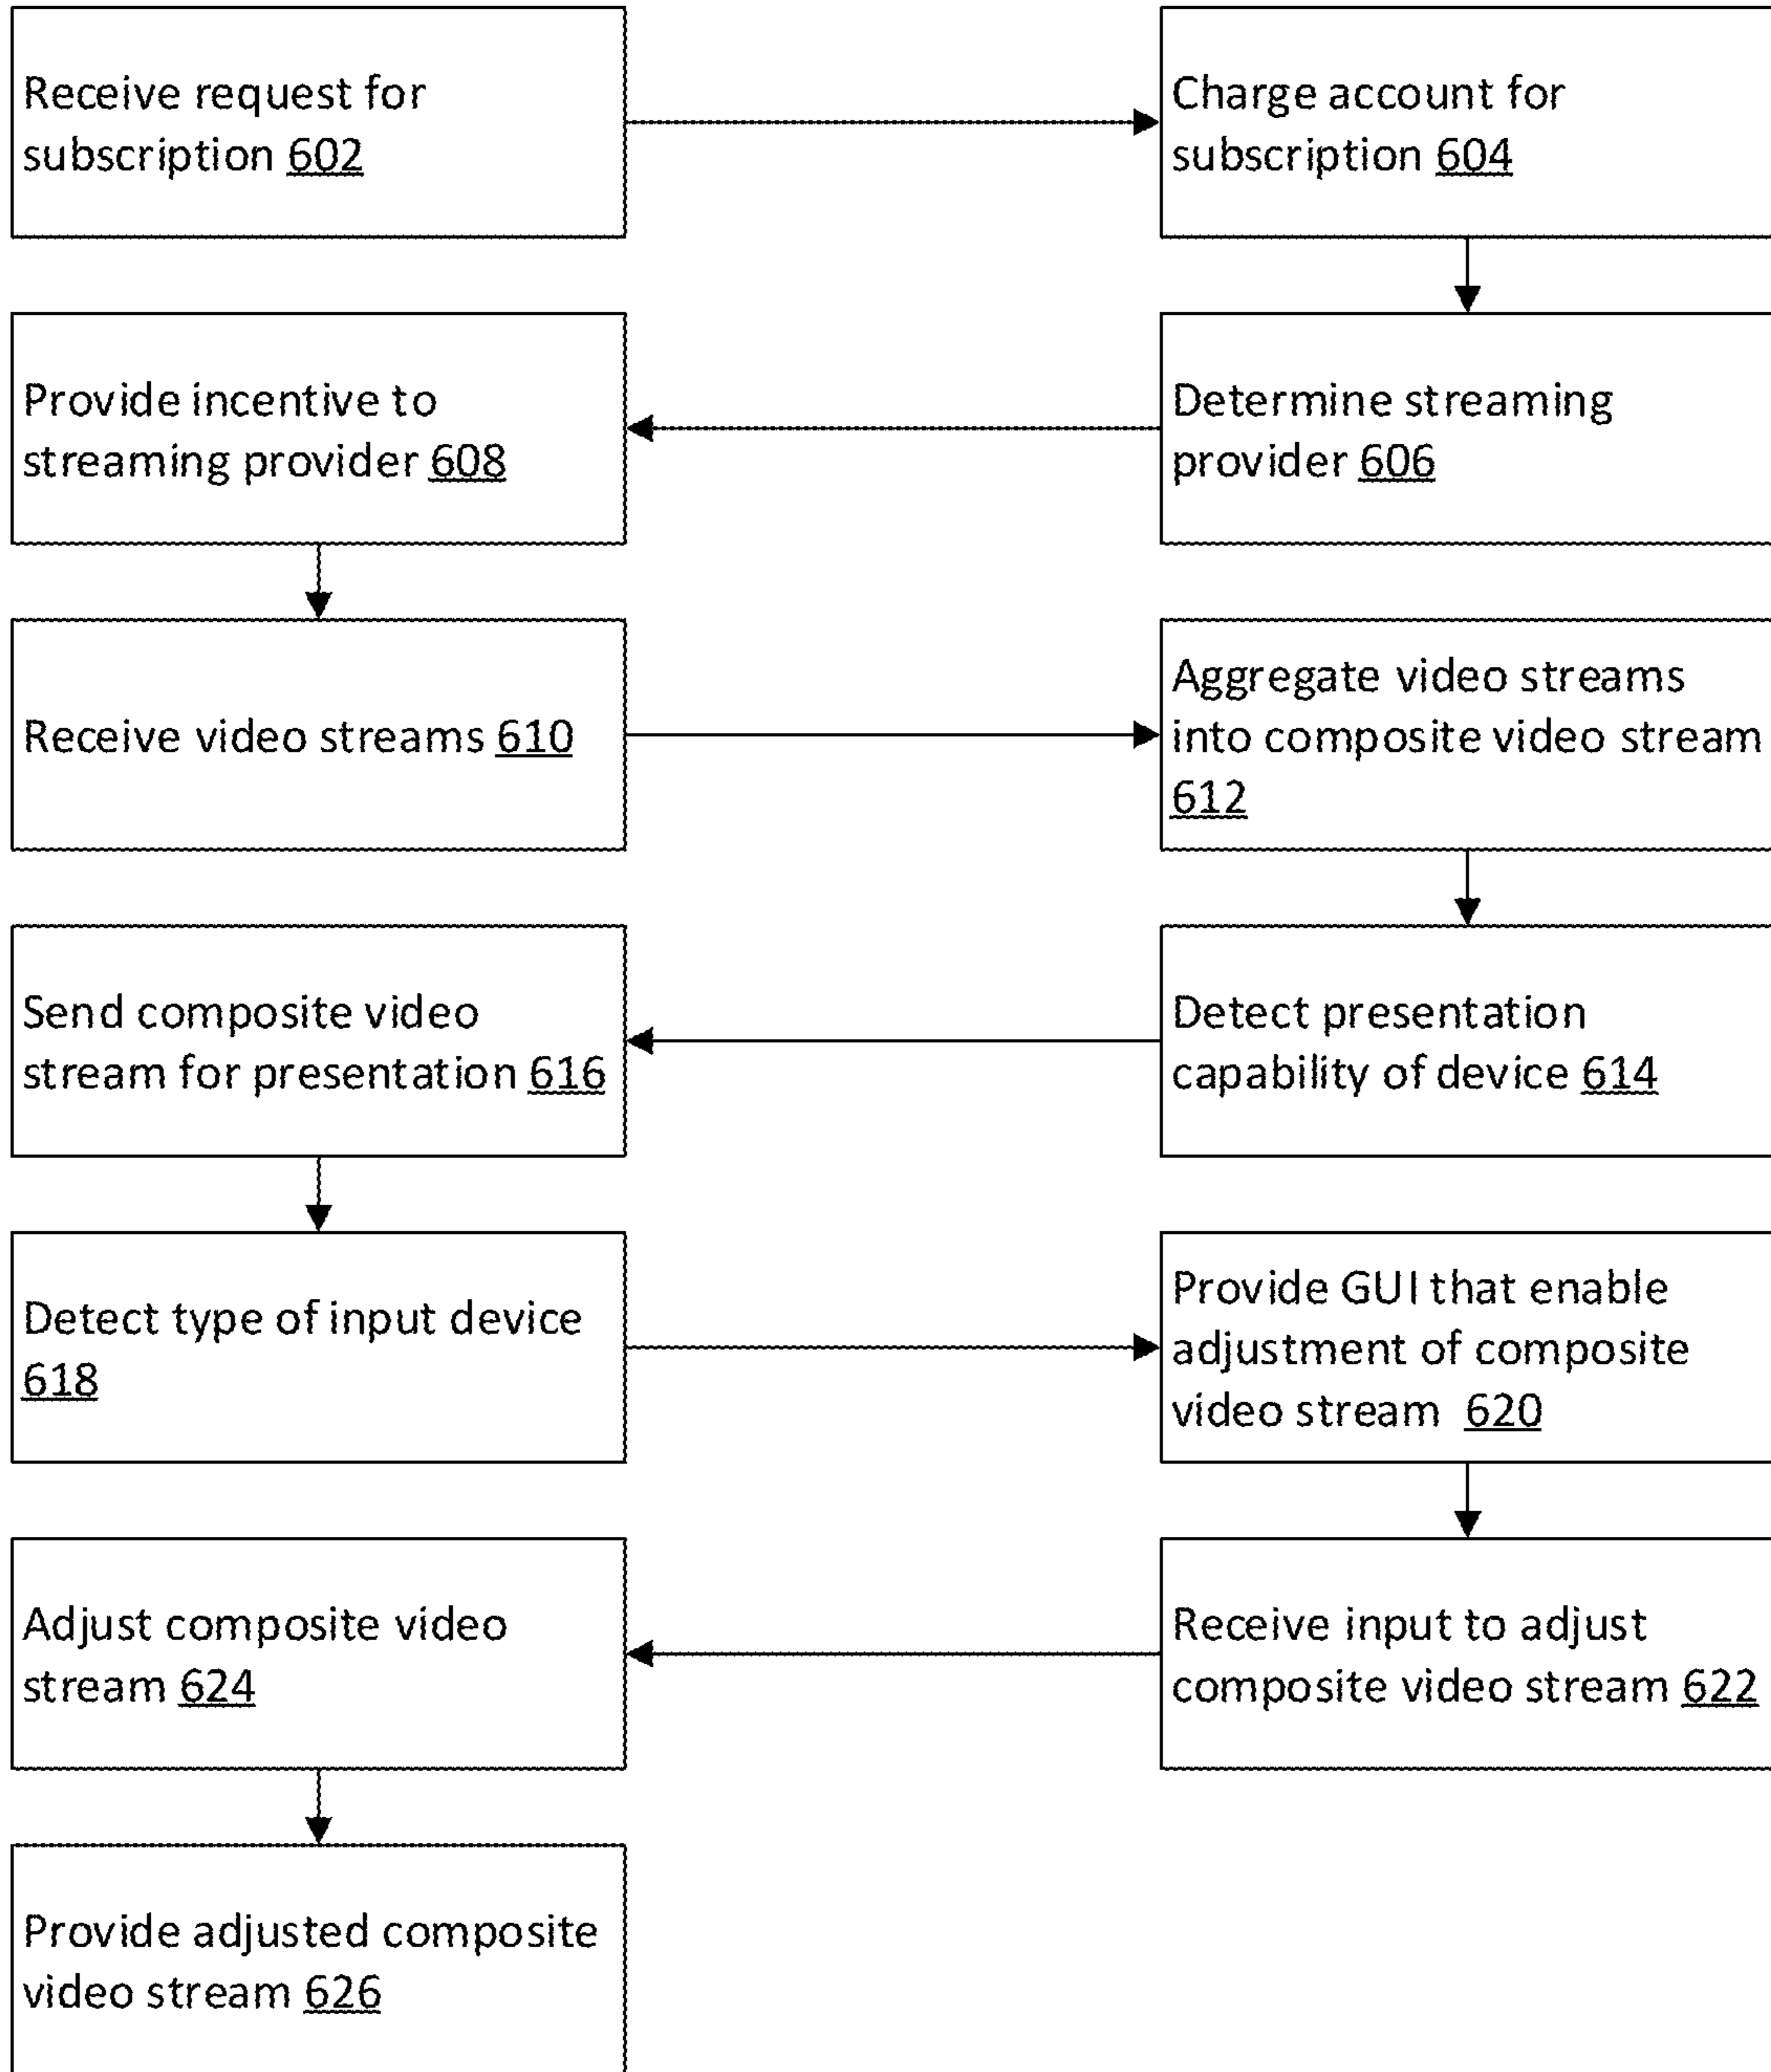 Receive request for
subscription 602
Charge account for
subscription 604
Provide incentive to
streaming provider 608
Determine streaming
provider 606
Receive video streams 610
Aggregate video streams
into composite video stream
612
Send composite video
stream for presentation 616
Detect presentation
capability of device 614
Detect type of input device
618
Provide GUI that enable
adjustment of composite
video stream 620
Adjust composite video
stream 624
Receive input to adjust
composite video stream 622
Provide adjusted composite
video stream 626